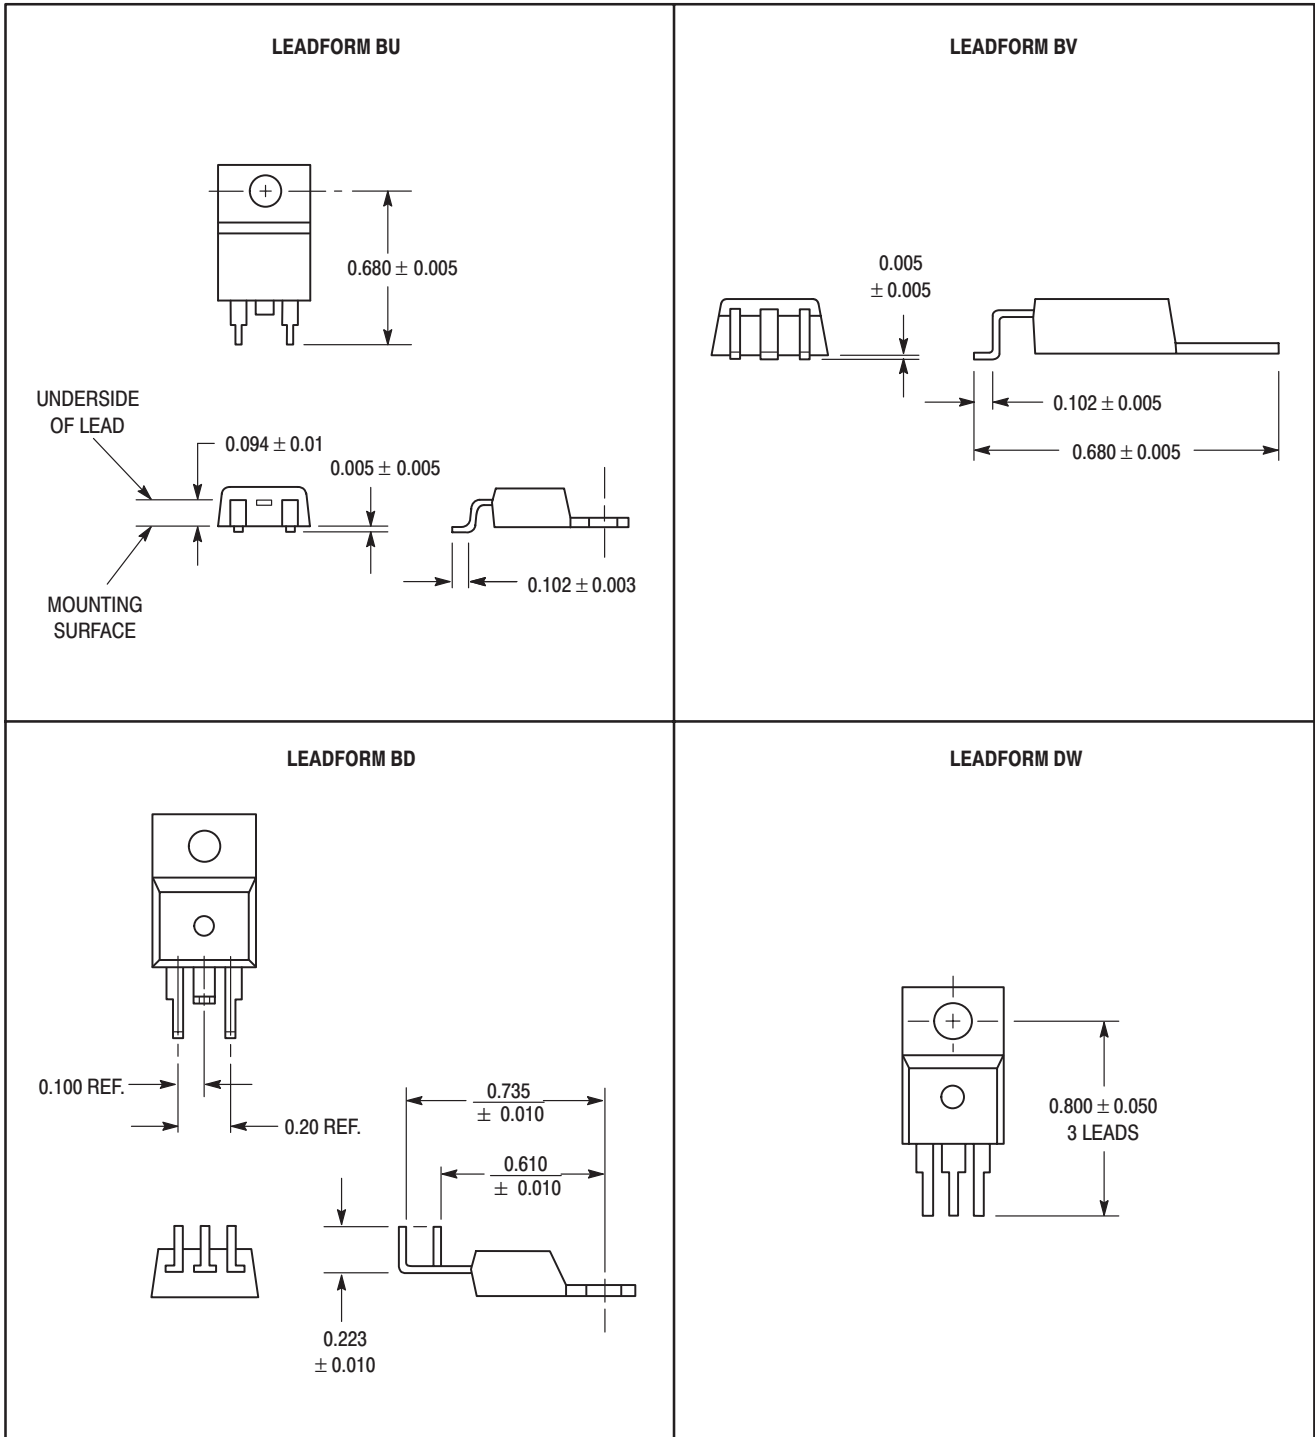 LEADFORM BU
0.680 ± 0.005
UNDERSIDE
OF LEAD
0.094 ± 0.01
0.005 ± 0.005
0.102 ± 0.003
MOUNTING
SURFACE
LEADFORM BV
0.005
± 0.005
0.102 ± 0.005
0.680 ± 0.005
LEADFORM BD
0.100 REF.
0.20 REF.
0.735
± 0.010
0.610
± 0.010
0.223
± 0.010
LEADFORM DW
0.800 ± 0.050
3 LEADS